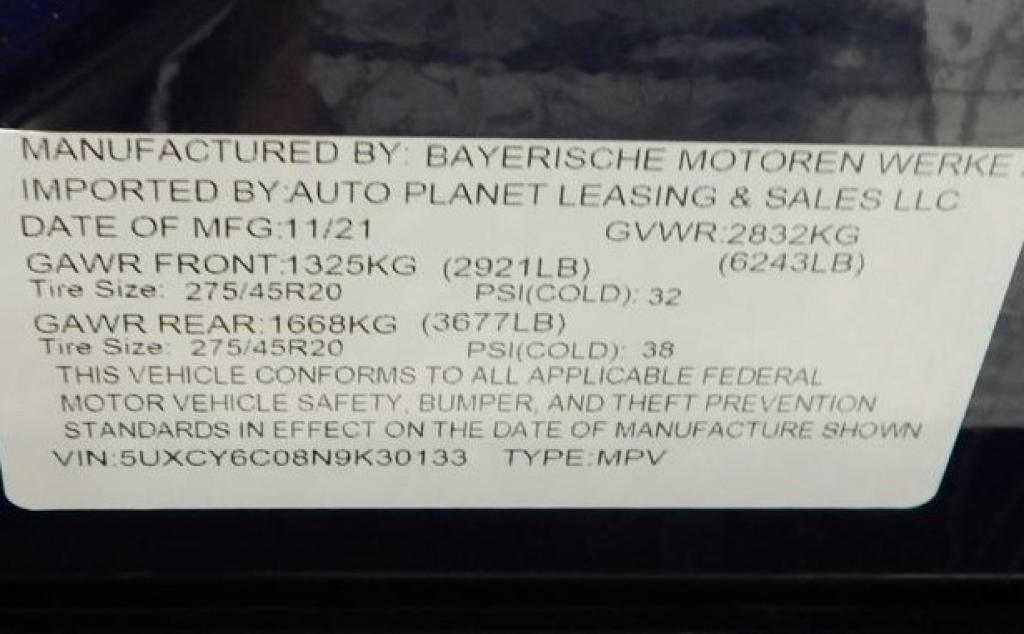 MANUFACTURED BY: BAYERISCHE MOTOREN WERKE
IMPORTED BY:AUTO PLANET LEASING & SALES LLC
DATE OF MFG:11/21 GVWR:2832KG
GAWR FRONT:1325KG (2921LB) (6243LB)
Tire Size: 275/45R20 PSI(COLD): 32
GAWR REAR:1668KG (3677LB)
Tire Size: 275/45R20 PSI(COLD): 38
THIS VEHICLE CONFORMS TO ALL APPLICABLE FEDERAL
MOTOR VEHICLE SAFETY, BUMPER, AND THEFT PREVENTION
STANDARDS IN EFFECT ON THE DATE OF MANUFACTURE SHOWN
VIN:5UXCY6C08N9K30133 TYPE:MPV